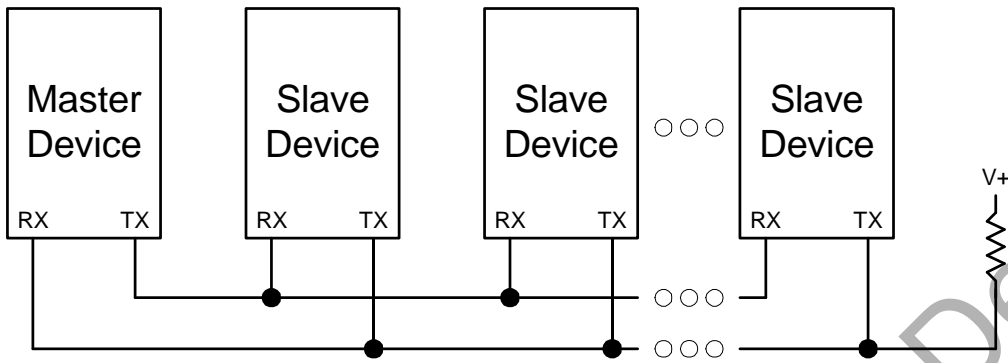 Master
Device
Slave
Device
Slave
Device
Slave
Device
V+
RX TX
RX TX
RX TX
RX TX